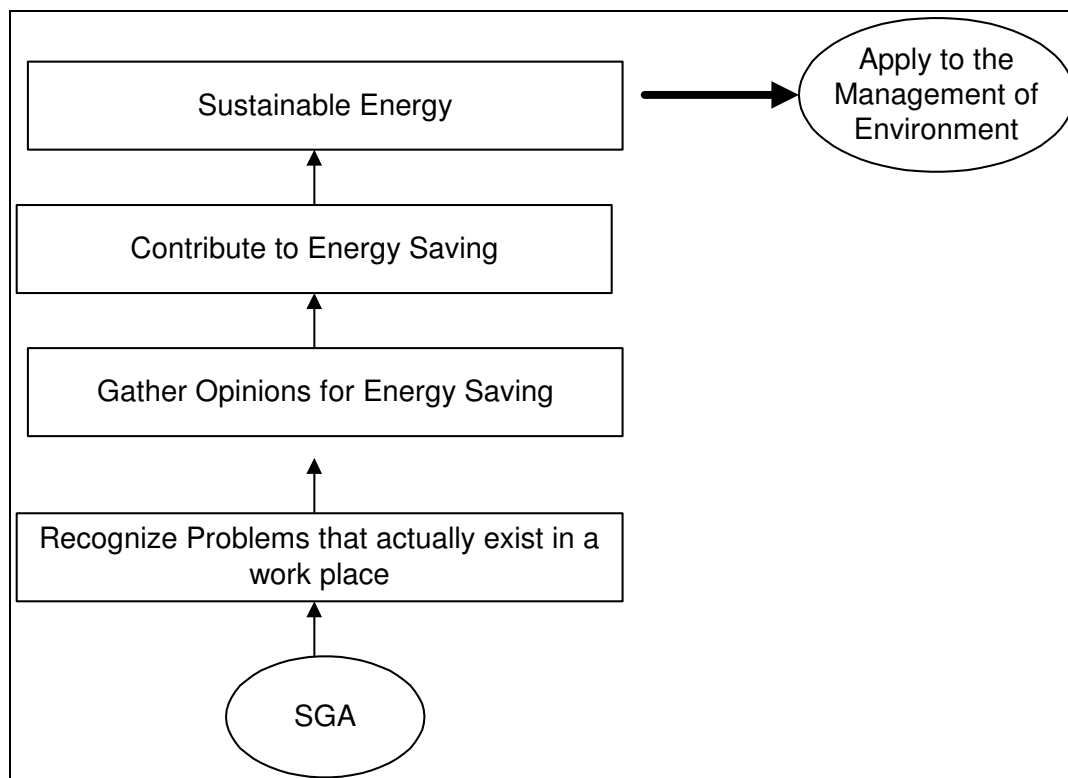 Sustainable Energy
Apply to the
Management of
Environment
Contribute to Energy Saving
Gather Opinions for Energy Saving
Recognize Problems that actually exist in a
work place
SGA